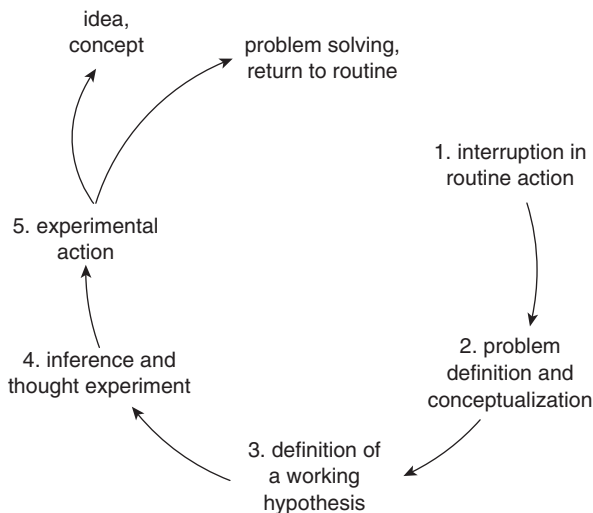 idea,
concept
problem solving,
return to routine
1. interruption in
routine action
5. experimental
action
2. problem
definition and
conceptualization
4. inference and
thought experiment
3. definition of
a working
hypothesis